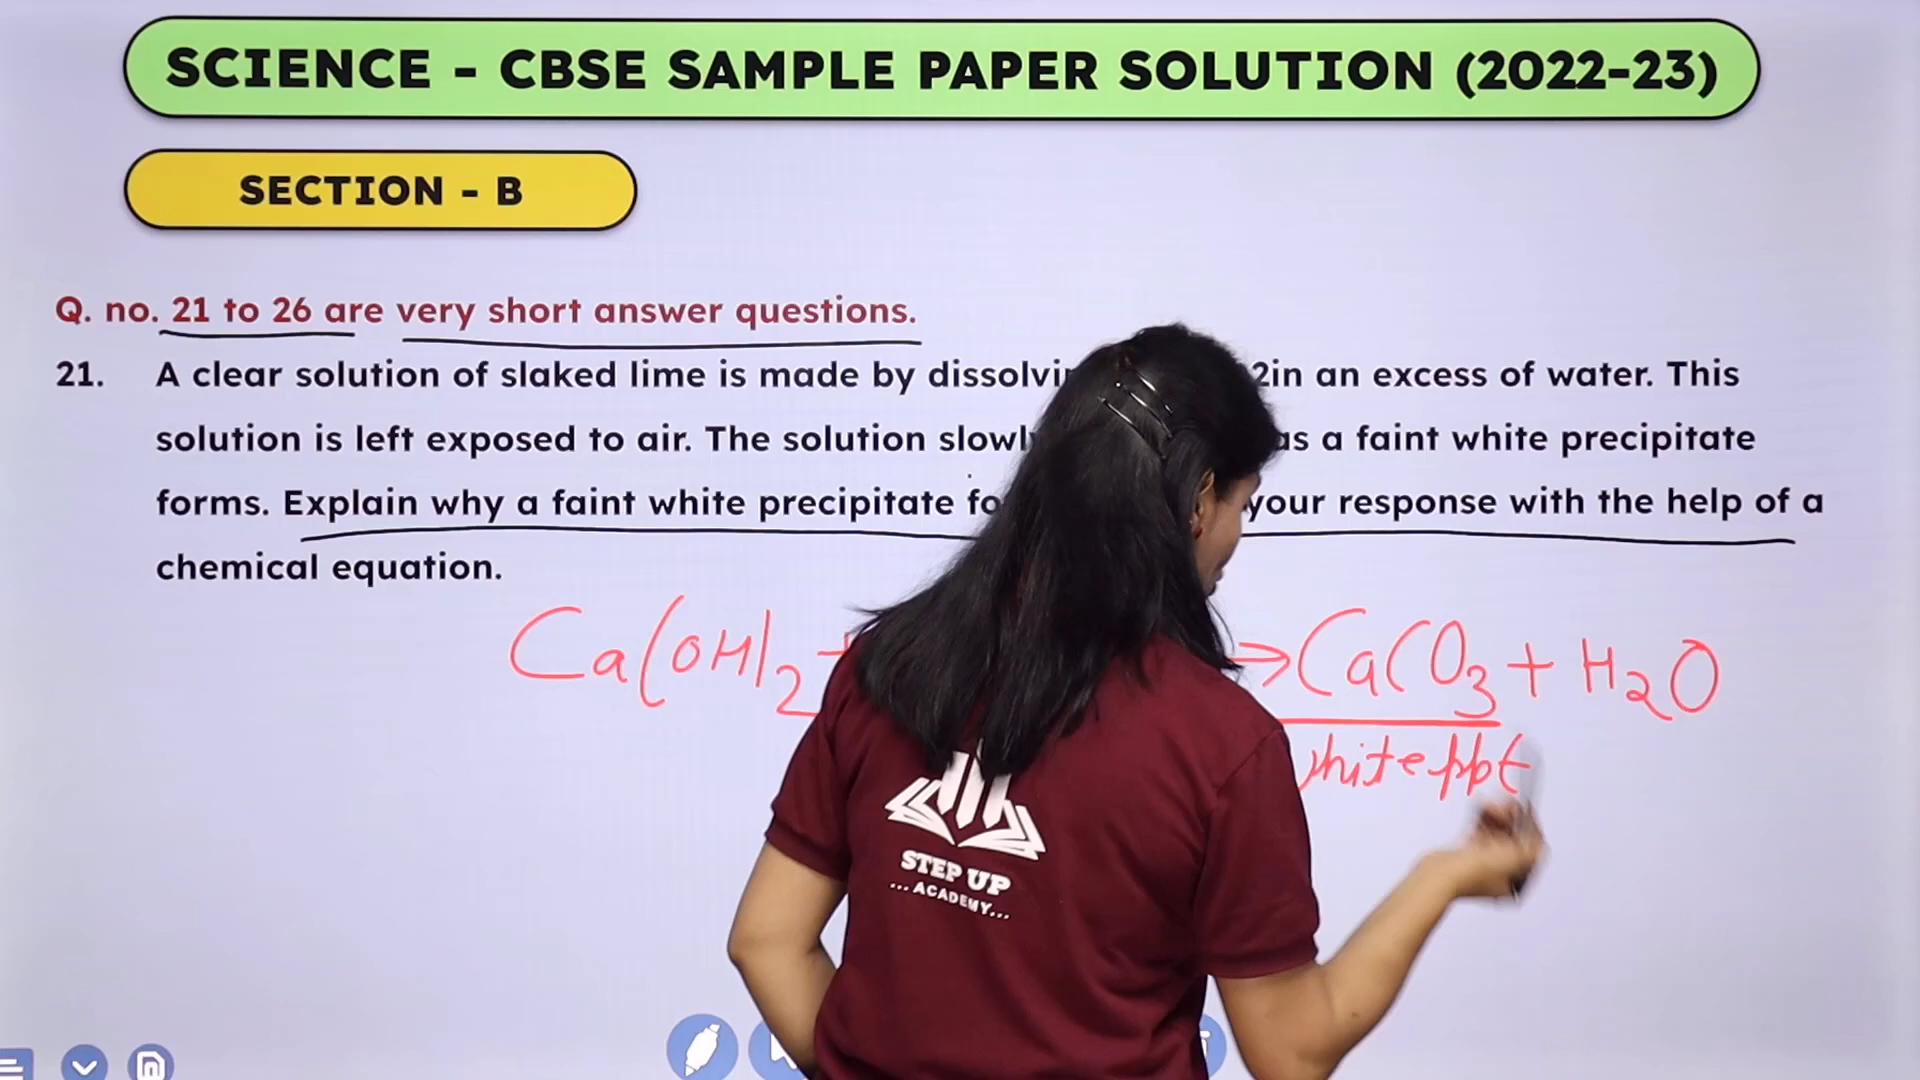 SCIENCE - CBSE SAMPLE PAPER SOLUTION (2022-23)
SECTION - B
Q. no. 21 to 26 are very short answer questions.
21. A clear solution of slaked lime is made by 2in an excess of water. This
solution is left exposed to air. The solution as a faint white precipitate
forms. Explain why a faint white precipitate your response with the help of a
chemical equation.
Ca(OH)2 + → CaCO3 + H2O
white ppt
STEP UP
... ACADEMY...